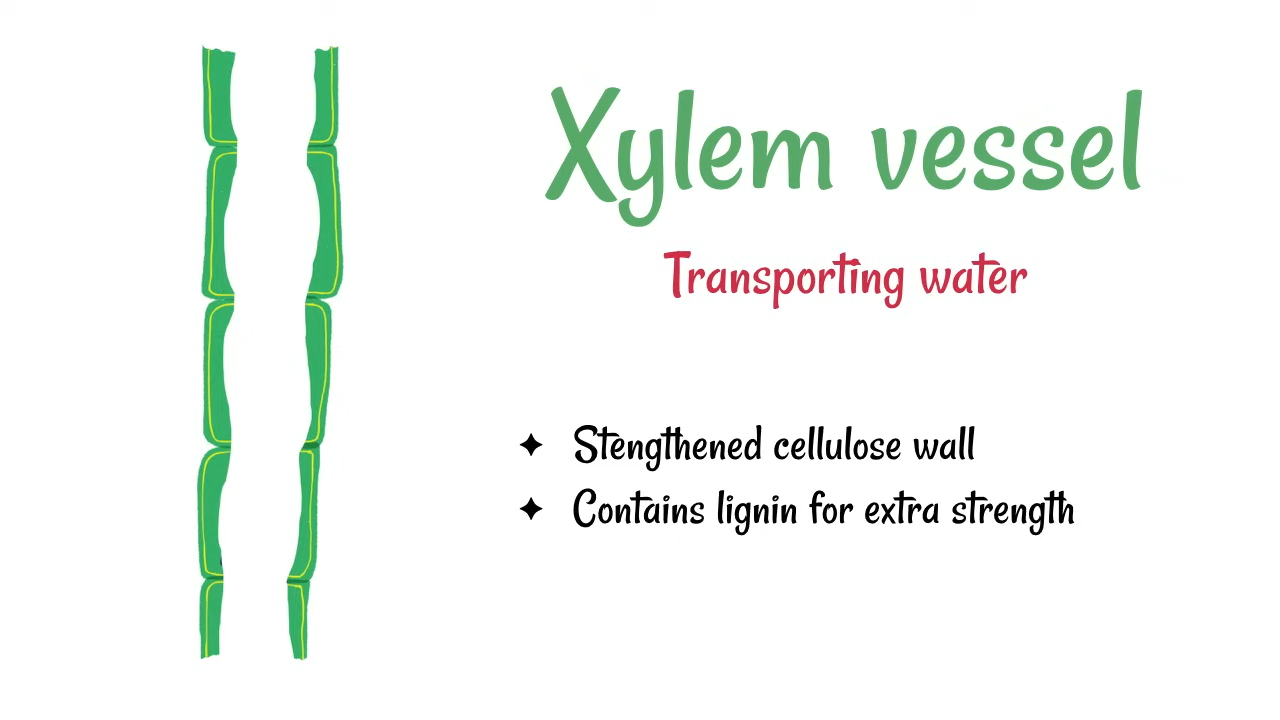 Xylem vessel
Transporting water
✦ Stengthened cellulose wall
✦ Contains lignin for extra strength